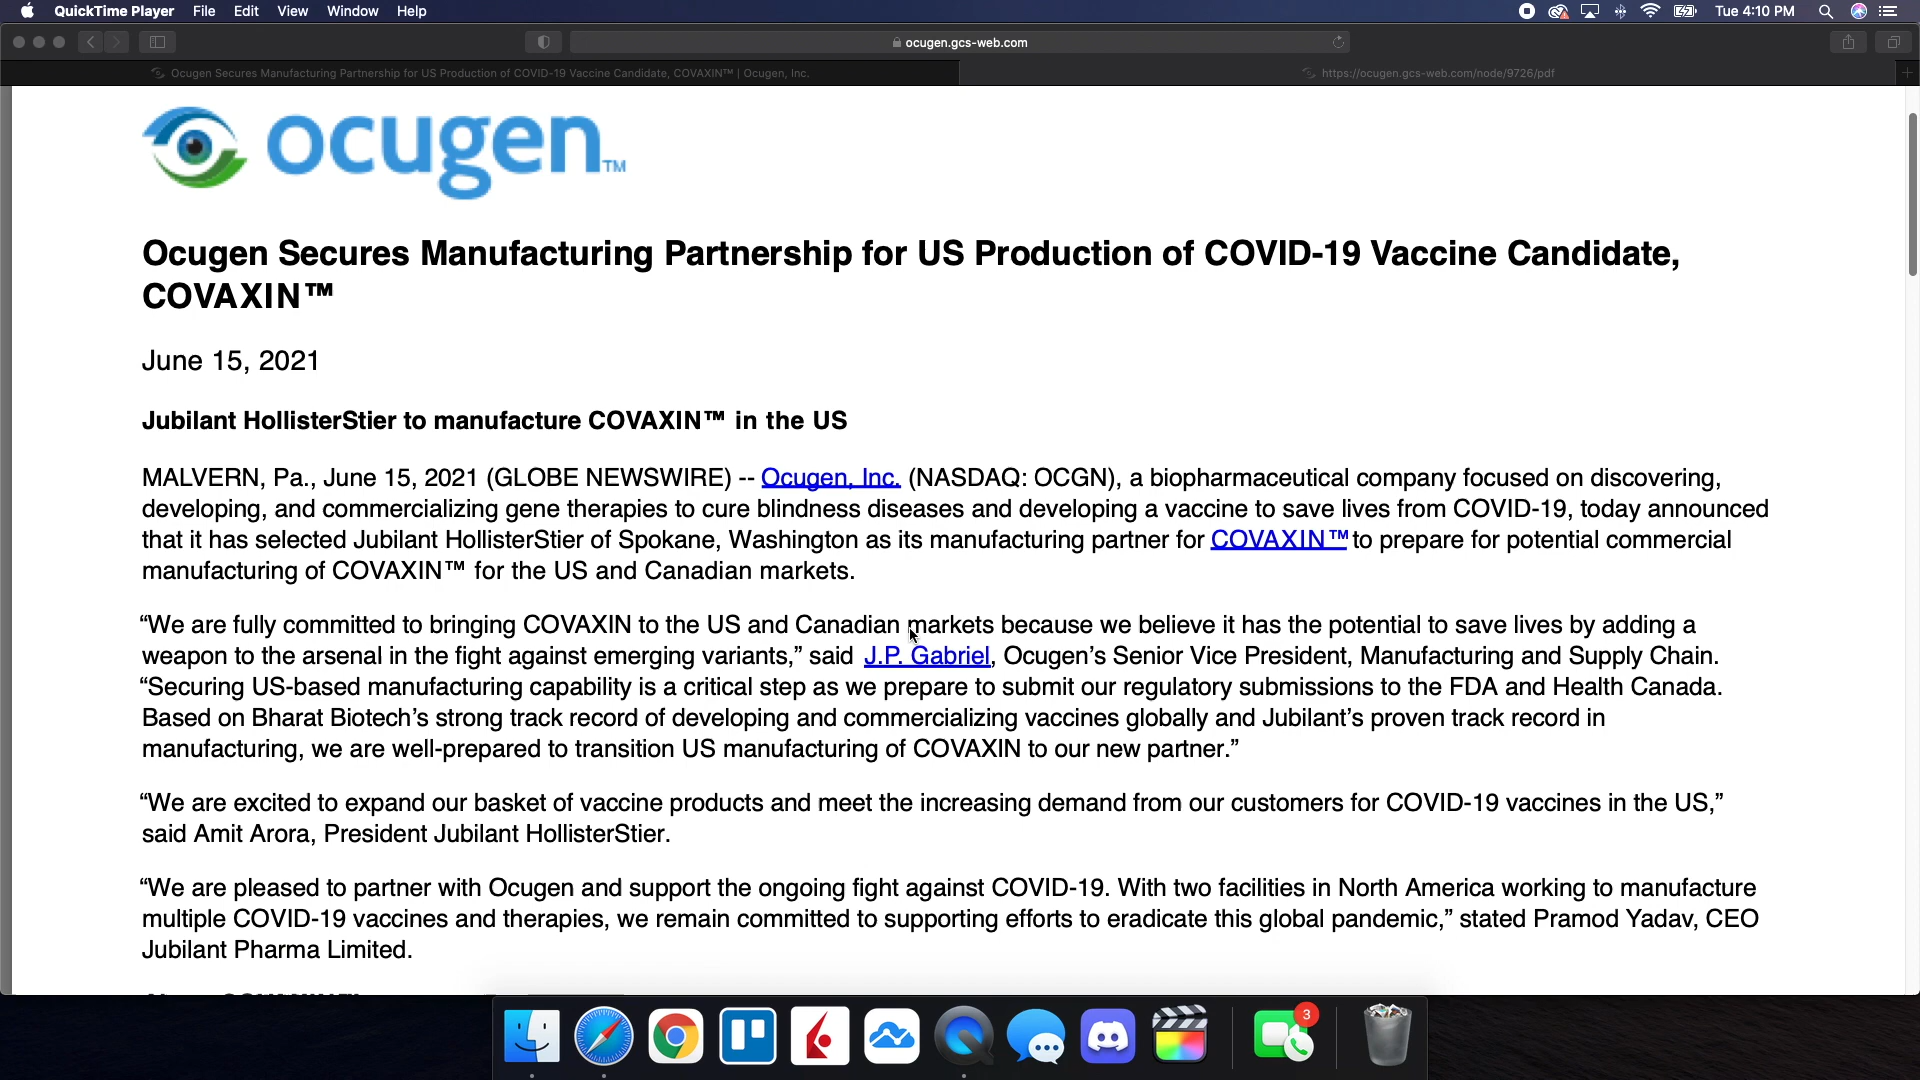 QuickTime Player File Edit View Window Help Tue 4:10 PM
ocugen.gcs-web.com
Ocugen Secures Manufacturing Partnership for US Production of COVID-19 Vaccine Candidate, COVAXIN™ | Ocugen, Inc. https://ocugen.gcs-web.com/node/9726/pdf
ocugen™
Ocugen Secures Manufacturing Partnership for US Production of COVID-19 Vaccine Candidate,
COVAXIN™
June 15, 2021
Jubilant HollisterStier to manufacture COVAXIN™ in the US
MALVERN, Pa., June 15, 2021 (GLOBE NEWSWIRE) -- Ocugen, Inc. (NASDAQ: OCGN), a biopharmaceutical company focused on discovering,
developing, and commercializing gene therapies to cure blindness diseases and developing a vaccine to save lives from COVID-19, today announced
that it has selected Jubilant HollisterStier of Spokane, Washington as its manufacturing partner for COVAXIN™ to prepare for potential commercial
manufacturing of COVAXIN™ for the US and Canadian markets.
“We are fully committed to bringing COVAXIN to the US and Canadian markets because we believe it has the potential to save lives by adding a
weapon to the arsenal in the fight against emerging variants,” said J.P. Gabriel, Ocugen’s Senior Vice President, Manufacturing and Supply Chain.
“Securing US-based manufacturing capability is a critical step as we prepare to submit our regulatory submissions to the FDA and Health Canada.
Based on Bharat Biotech’s strong track record of developing and commercializing vaccines globally and Jubilant’s proven track record in
manufacturing, we are well-prepared to transition US manufacturing of COVAXIN to our new partner.”
“We are excited to expand our basket of vaccine products and meet the increasing demand from our customers for COVID-19 vaccines in the US,”
said Amit Arora, President Jubilant HollisterStier.
“We are pleased to partner with Ocugen and support the ongoing fight against COVID-19. With two facilities in North America working to manufacture
multiple COVID-19 vaccines and therapies, we remain committed to supporting efforts to eradicate this global pandemic,” stated Pramod Yadav, CEO
Jubilant Pharma Limited.
3